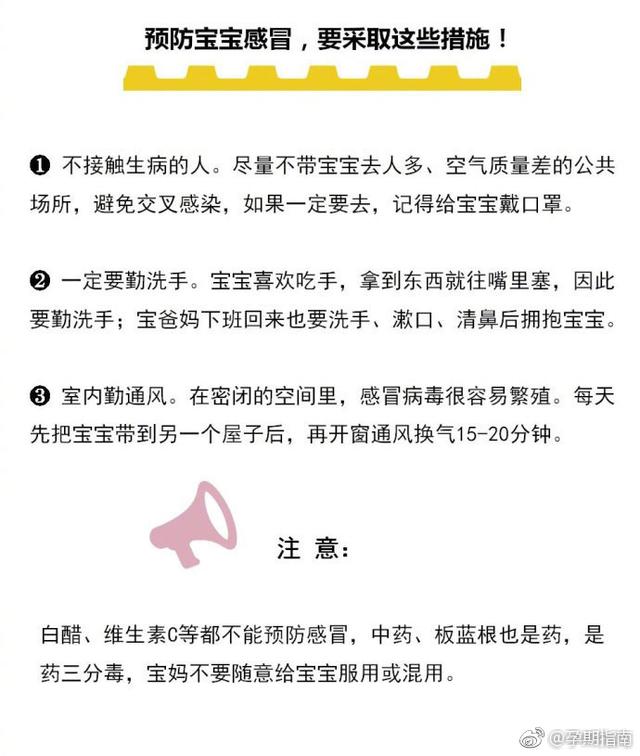 预防宝宝感冒，要采取这些措施！
❶ 不接触生病的人。尽量不带宝宝去人多、空气质量差的公共
场所，避免交叉感染，如果一定要去，记得给宝宝戴口罩。
❷ 一定要勤洗手。宝宝喜欢吃手，拿到东西就往嘴里塞，因此
要勤洗手；宝爸妈下班回来也要洗手、漱口、清鼻后拥抱宝宝。
❸ 室内勤通风。在密闭的空间里，感冒病毒很容易繁殖。每天
先把宝宝带到另一个屋子后，再开窗通风换气15-20分钟。
注 意：
白醋、维生素C等都不能预防感冒，中药、板蓝根也是药，是
药三分毒，宝妈不要随意给宝宝服用或混用。
@孕期指南